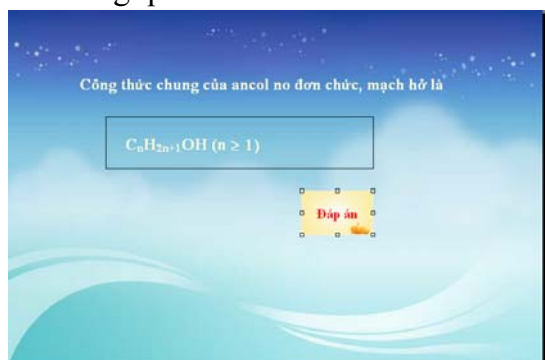 Công thức chung của ancol no đơn chức, mạch hở là
CₙH₂ₙ₊₁OH (n ≥ 1)
Đáp án